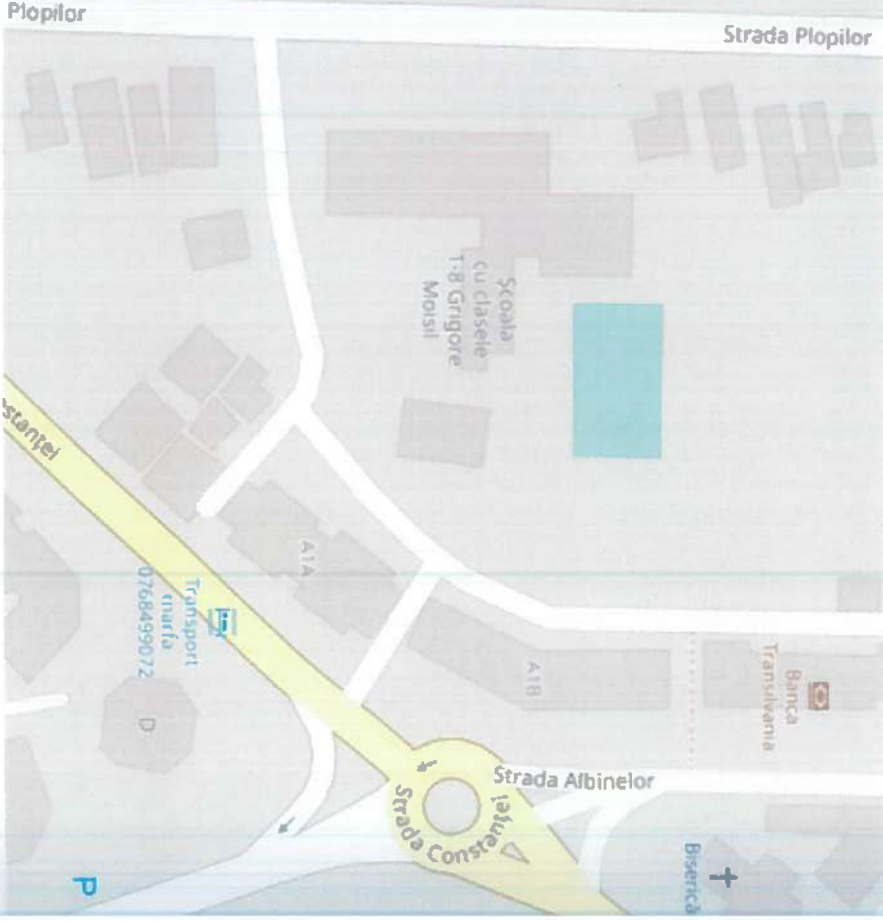 Plopilor
Strada Plopilor
Școala
cu clasele
1-8 Grigore
Moisil
stanței
A1A
Transport
marfa
0768499072
D
A1B
Banca
Transilvania
Strada Albinelor
Strada Constanței
Biserică
P